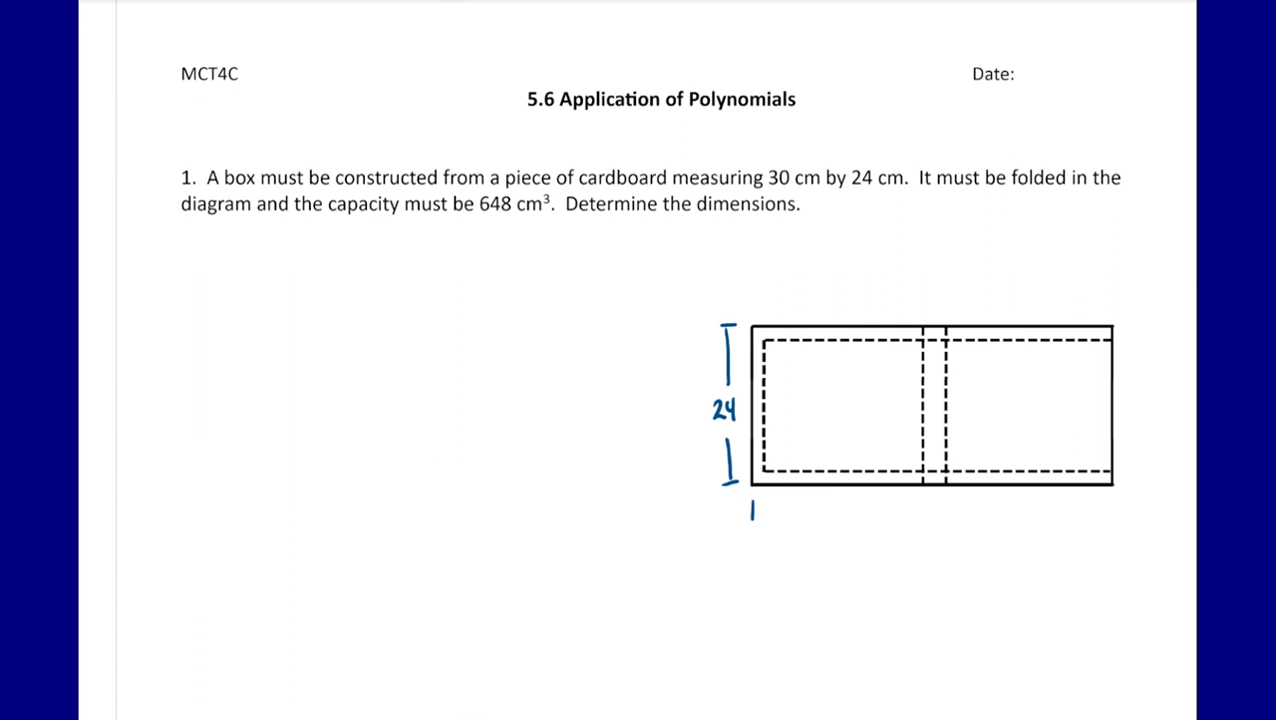 MCT4C
Date:
5.6 Application of Polynomials
1. A box must be constructed from a piece of cardboard measuring 30 cm by 24 cm. It must be folded in the
diagram and the capacity must be 648 cm³. Determine the dimensions.
24